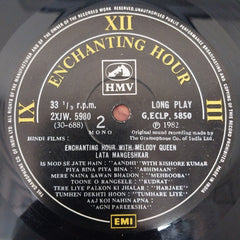 XII
ENCHANTING HOUR
IX
III
HMV
33 1/3 r.p.m.
LONG PLAY
2XJW. 5980
G.ECLP. 5850
(30-688)
2
MONO
℗ 1982
HINDI FILMS
Original sound recording made by
The Gramophone Co. of India Ltd.
ENCHANTING HOUR WITH MELODY QUEEN
LATA MANGESHKAR
IS MOD SE JATE HAIN : "AANDHI" WITH KISHORE KUMAR
PIYA BINA PIYA BINA : "ABHIMAAN"
MERE NAINA SAWAN BHADON : "MEHBOOBA"
TOONE O RANGEELE : "KUDRAT"
TERE LIYE PALKON KI JHALAR : "HARJAEE"
TUMHEN DEKHTI HOON : "TUMHARE LIYE"
AAJ KOI NAHIN APNA :
"AGNI PAREEKSHA"
EMI